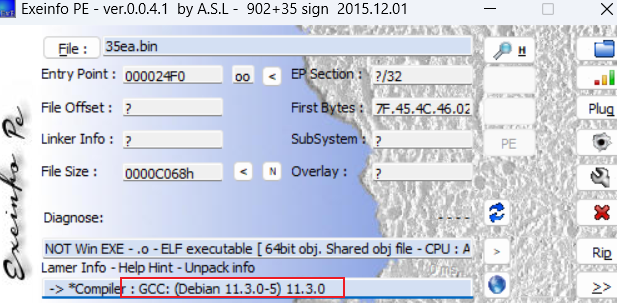 Exeinfo PE - ver.0.0.4.1 by A.S.L - 902+35 sign 2015.12.01
File : 35ea.bin H
Entry Point : 000024F0 oo < EP Section : ?/32
File Offset : ? First Bytes : 7F.45.4C.46.02 Plug
Linker Info : ? SubSystem : ? PE
File Size : 0000C068h < N Overlay : ?
Diagnose: - - - -
NOT Win EXE - .o - ELF executable [ 64bit obj. Shared obj file - CPU : A > Rip
Lamer Info - Help Hint - Unpack info
-> *Compiler : GCC: (Debian 11.3.0-5) 11.3.0 >>
Exeinfo Pe